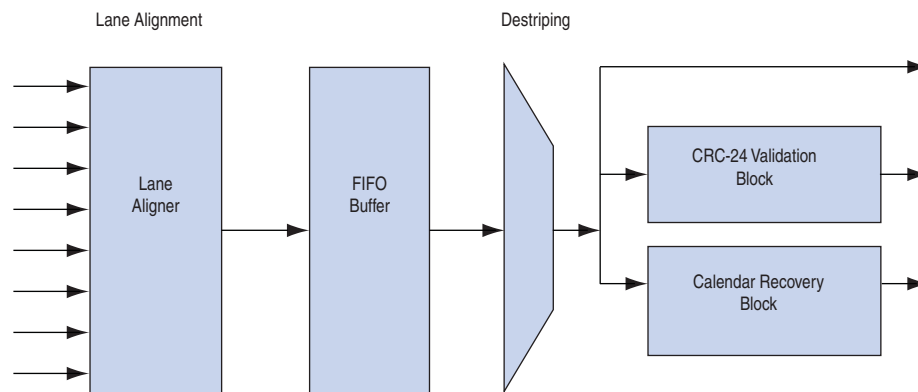 Lane Alignment
Destriping
Lane
Aligner
FIFO
Buffer
CRC-24 Validation
Block
Calendar Recovery
Block